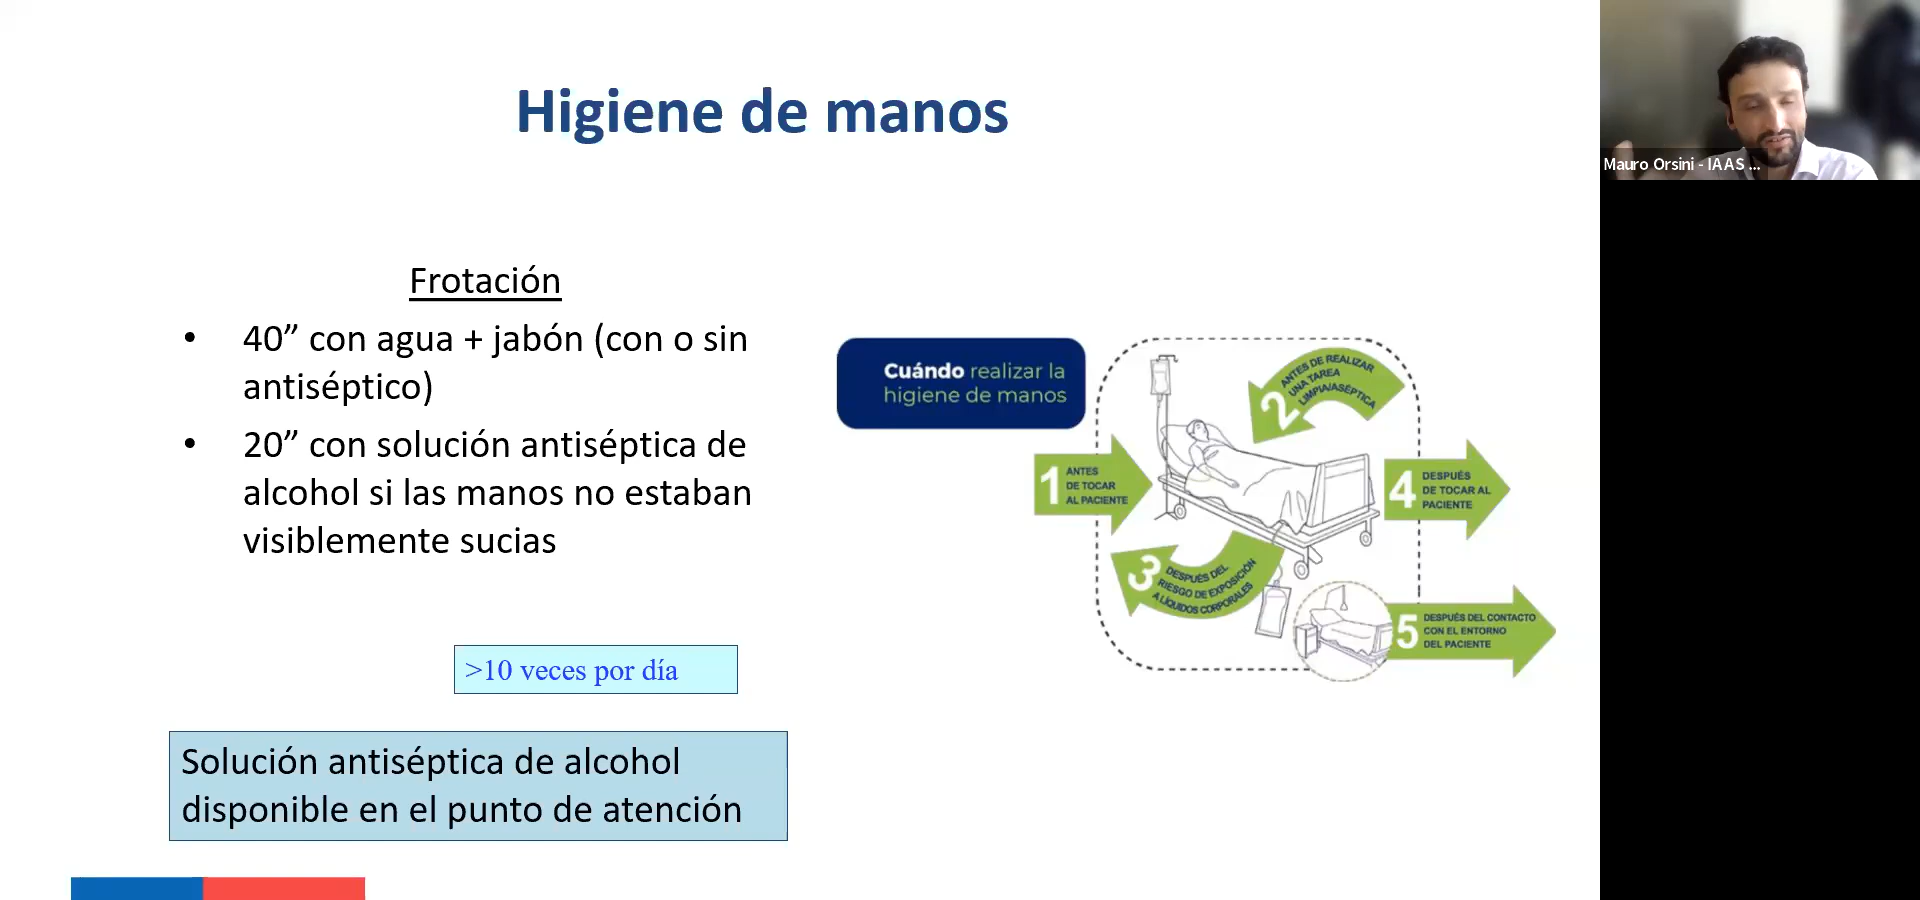 Higiene de manos
Frotación
• 40” con agua + jabón (con o sin
antiséptico)
• 20” con solución antiséptica de
alcohol si las manos no estaban
visiblemente sucias
>10 veces por día
Solución antiséptica de alcohol
disponible en el punto de atención
Cuándo realizar la
higiene de manos
1 ANTES
DE TOCAR
AL PACIENTE
2 ANTES DE REALIZAR
UNA TAREA
LIMPIA/ASÉPTICA
3 DESPUÉS DEL
RIESGO DE EXPOSICIÓN
A LÍQUIDOS CORPORALES
4 DESPUÉS
DE TOCAR AL
PACIENTE
5 DESPUÉS DEL CONTACTO
CON EL ENTORNO
DEL PACIENTE
Mauro Orsini - IAAS ...